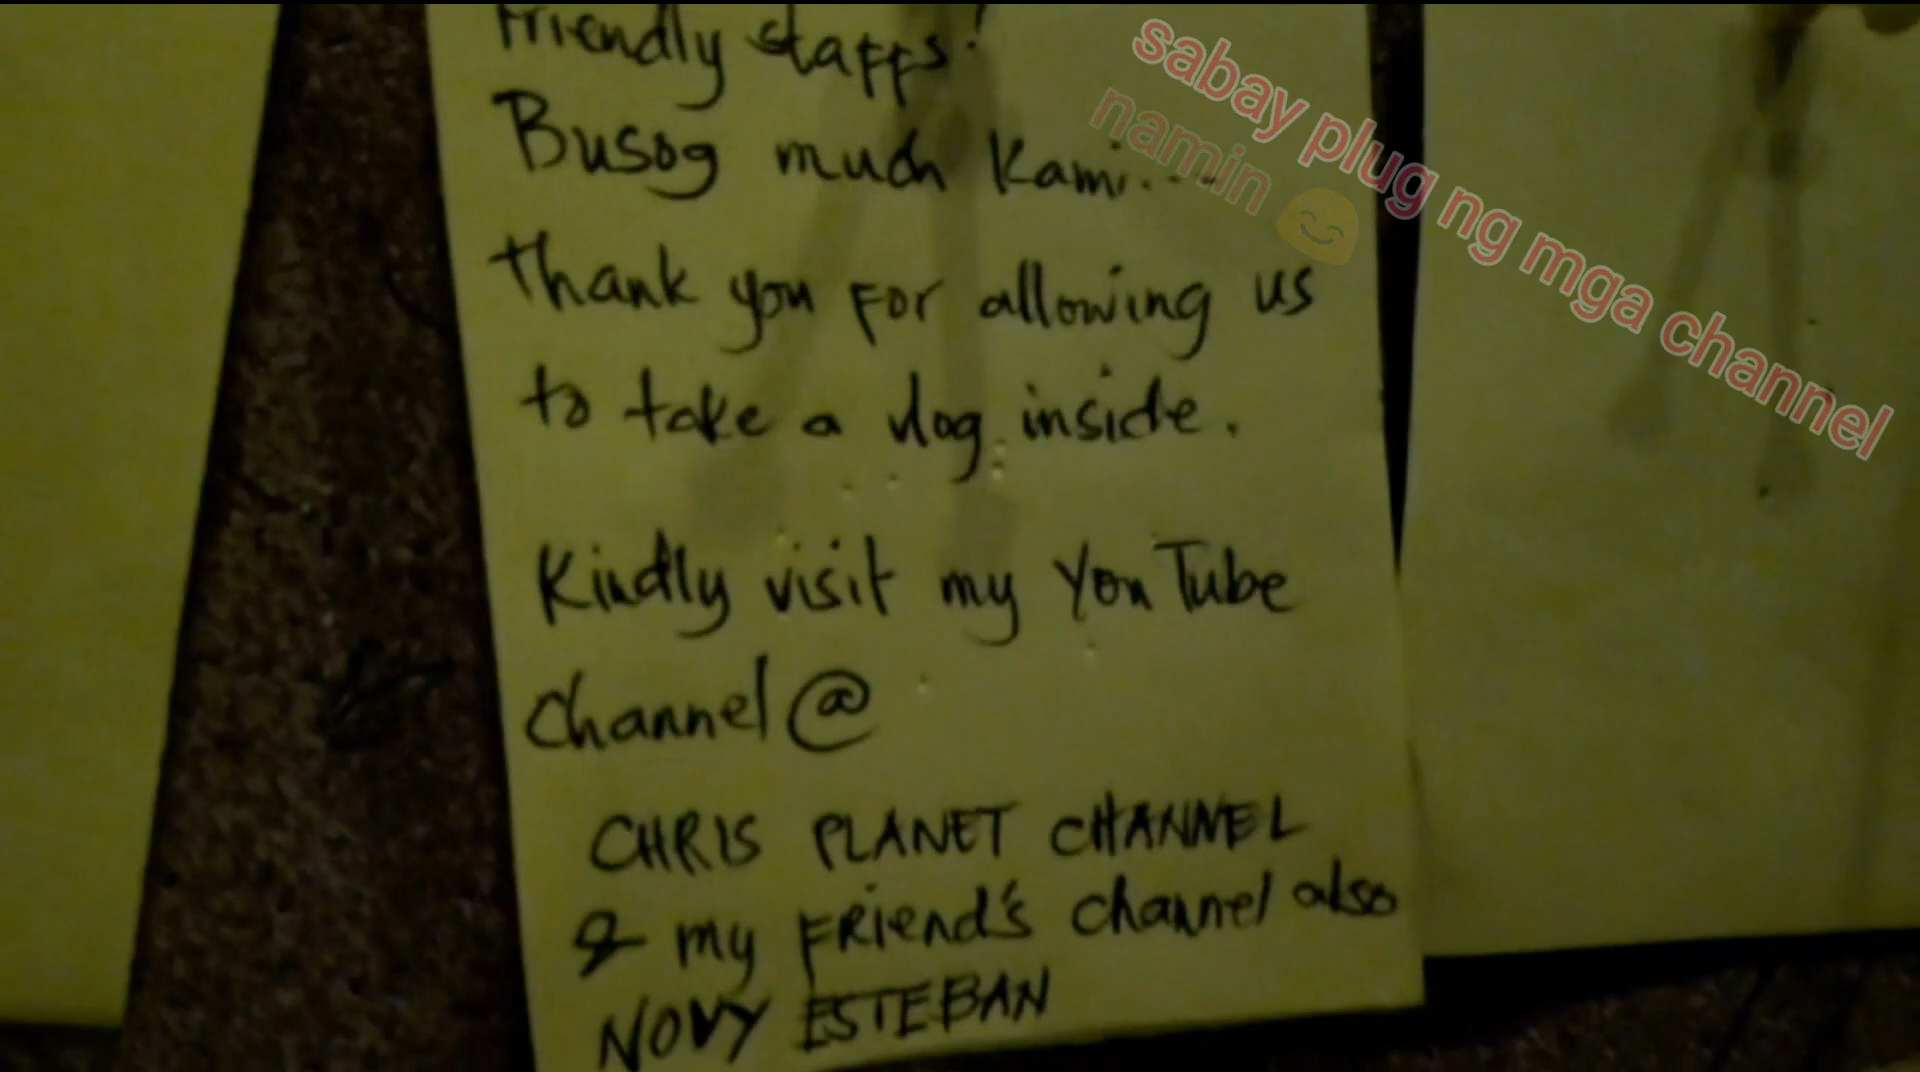 Friendly staffs!
Busog much Kami...
Thank you for allowing us
to take a vlog inside.
Kindly visit my YouTube
Channel @
CHRIS PLANET CHANNEL
& my Friend's channel also
NOVY ESTEBAN
sabay plug ng mga channel
namin 😊